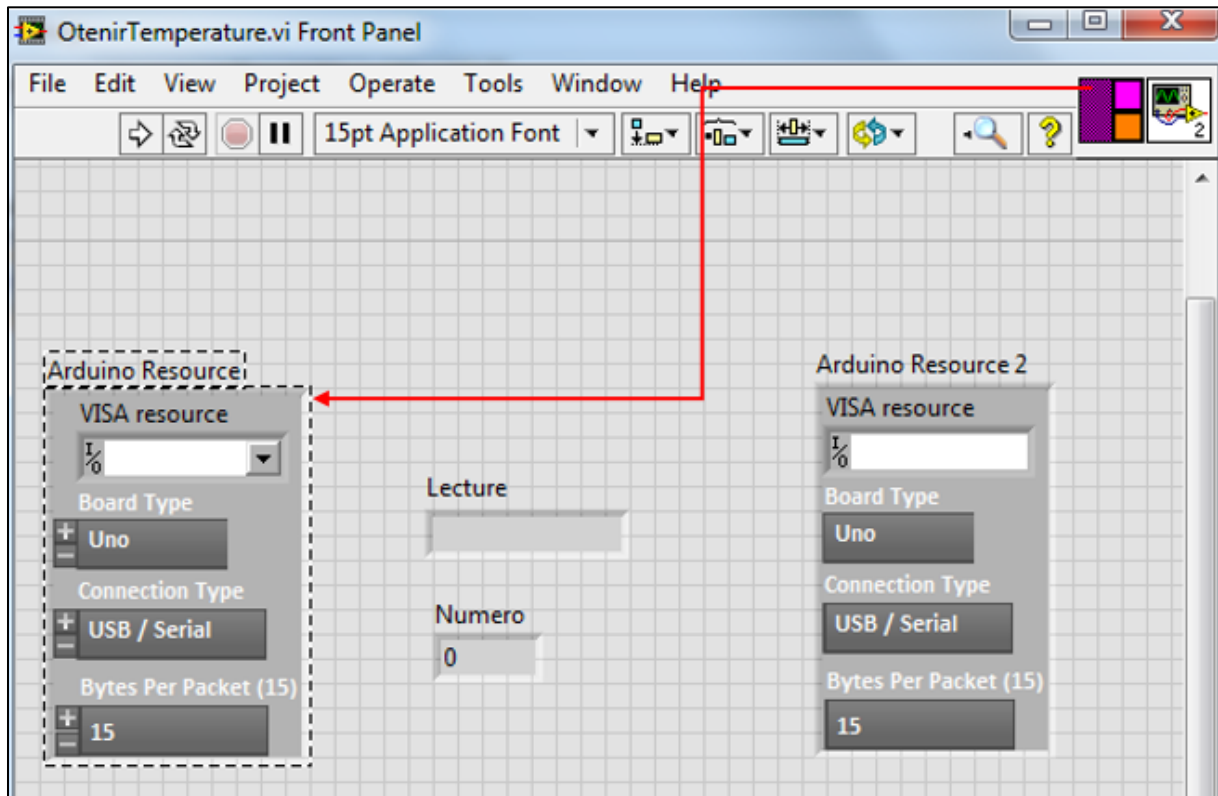 OtenirTemperature.vi Front Panel
File Edit View Project Operate Tools Window Help
15pt Application Font
2
Arduino Resource
VISA resource
I/O
Board Type
Uno
Connection Type
USB / Serial
Bytes Per Packet (15)
15
Lecture
Numero
0
Arduino Resource 2
VISA resource
I/O
Board Type
Uno
Connection Type
USB / Serial
Bytes Per Packet (15)
15